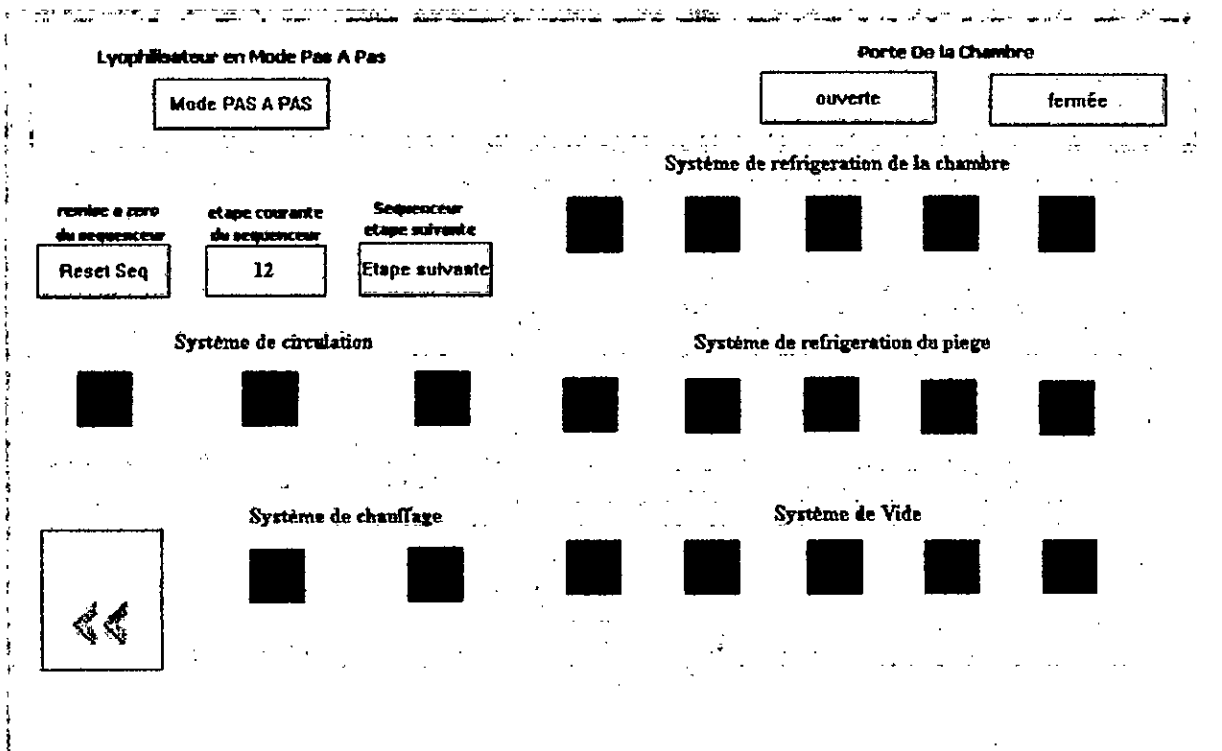 Lyophilisateur en Mode Pas A Pas
Mode PAS A PAS
Porte De la Chambre
ouverte
fermée
Système de refrigeration de la chambre
remise a zero
du sequenceur
Reset Seq
etape courante
du sequenceur
12
Sequenceur
etape suivante
Etape suivante
Système de circulation
Système de refrigeration du piege
Système de chauffage
Système de Vide